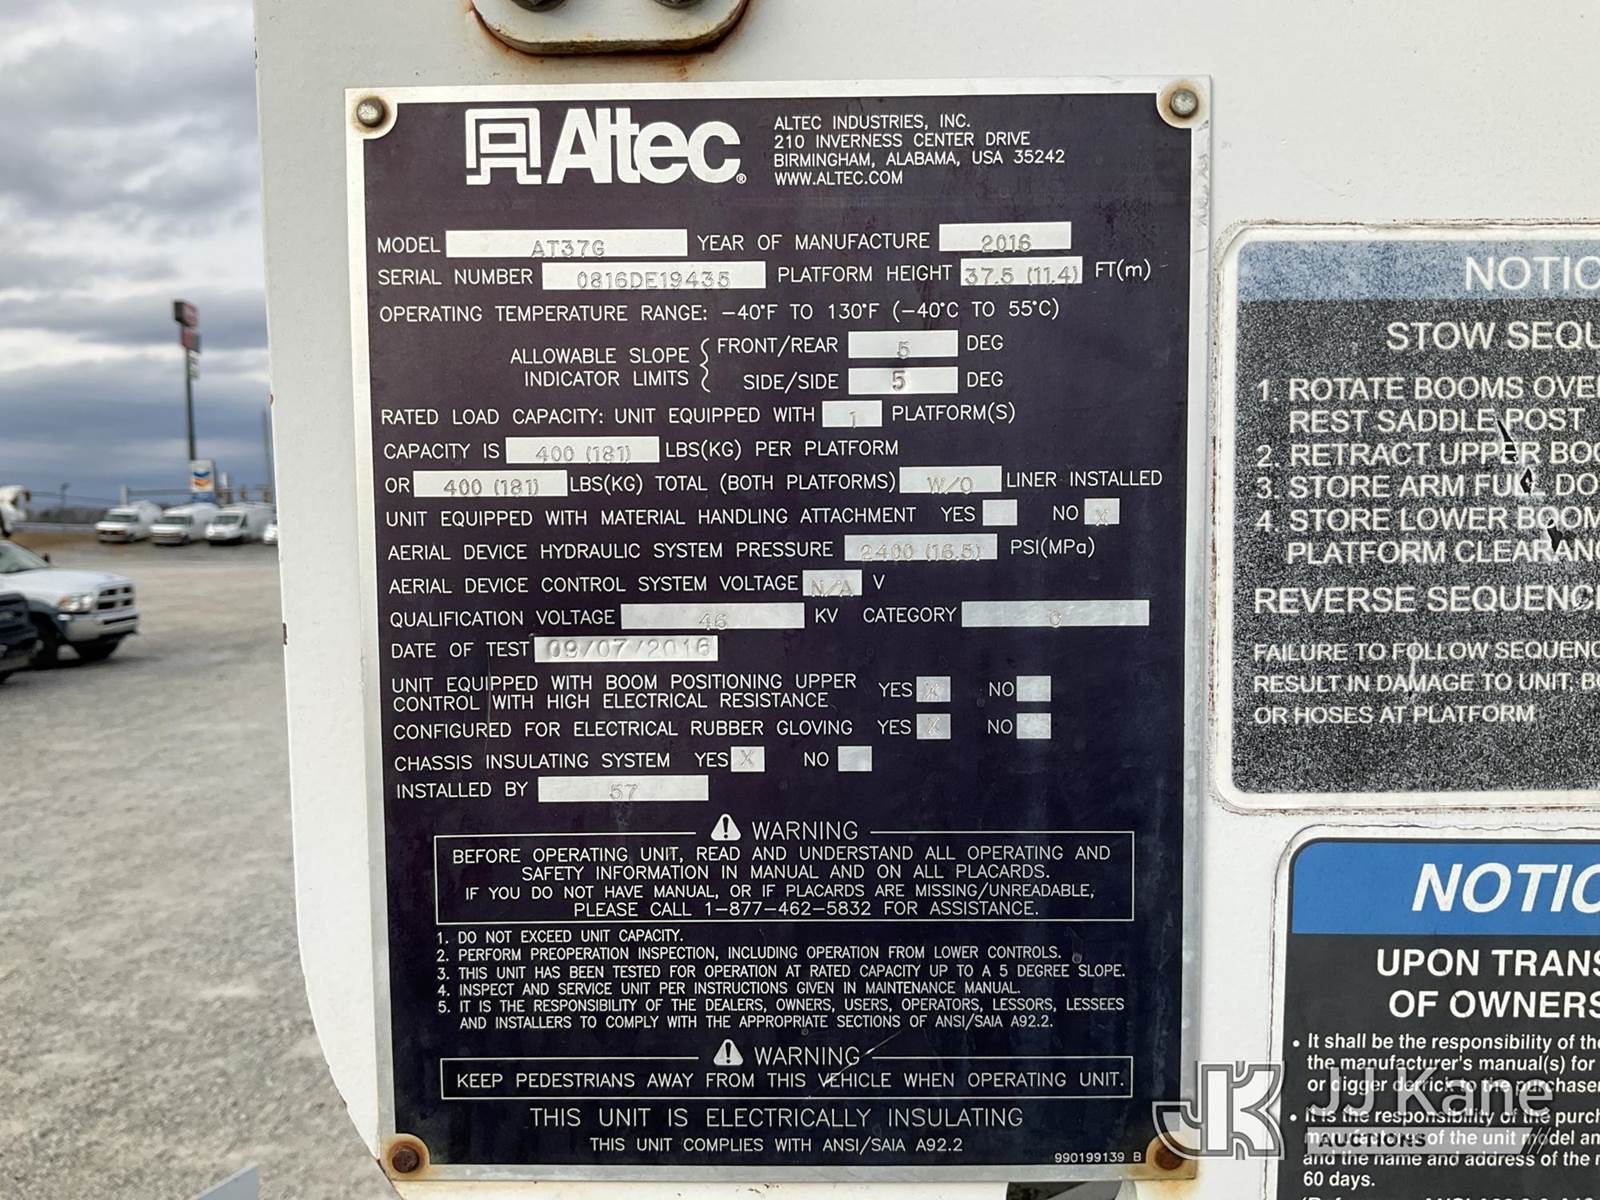 Altec®
ALTEC INDUSTRIES, INC.
210 INVERNESS CENTER DRIVE
BIRMINGHAM, ALABAMA, USA 35242
WWW.ALTEC.COM
MODEL AT37G YEAR OF MANUFACTURE 2016
SERIAL NUMBER 0816DE19435 PLATFORM HEIGHT 37.5 (11.4) FT(m)
OPERATING TEMPERATURE RANGE: −40°F TO 130°F (−40°C TO 55°C)
ALLOWABLE SLOPE INDICATOR LIMITS { FRONT/REAR 5 DEG
SIDE/SIDE 5 DEG
RATED LOAD CAPACITY: UNIT EQUIPPED WITH 1 PLATFORM(S)
CAPACITY IS 400 (181) LBS(KG) PER PLATFORM
OR 400 (181) LBS(KG) TOTAL (BOTH PLATFORMS) W/O LINER INSTALLED
UNIT EQUIPPED WITH MATERIAL HANDLING ATTACHMENT YES NO X
AERIAL DEVICE HYDRAULIC SYSTEM PRESSURE 2400 (16.5) PSI(MPa)
AERIAL DEVICE CONTROL SYSTEM VOLTAGE N/A V
QUALIFICATION VOLTAGE 46 KV CATEGORY C
DATE OF TEST 09/07/2016
UNIT EQUIPPED WITH BOOM POSITIONING UPPER
CONTROL WITH HIGH ELECTRICAL RESISTANCE YES X NO
CONFIGURED FOR ELECTRICAL RUBBER GLOVING YES X NO
CHASSIS INSULATING SYSTEM YES X NO
INSTALLED BY 57
WARNING
BEFORE OPERATING UNIT, READ AND UNDERSTAND ALL OPERATING AND
SAFETY INFORMATION IN MANUAL AND ON ALL PLACARDS.
IF YOU DO NOT HAVE MANUAL, OR IF PLACARDS ARE MISSING/UNREADABLE,
PLEASE CALL 1−877−462−5832 FOR ASSISTANCE.
1. DO NOT EXCEED UNIT CAPACITY.
2. PERFORM PREOPERATION INSPECTION, INCLUDING OPERATION FROM LOWER CONTROLS.
3. THIS UNIT HAS BEEN TESTED FOR OPERATION AT RATED CAPACITY UP TO A 5 DEGREE SLOPE.
4. INSPECT AND SERVICE UNIT PER INSTRUCTIONS GIVEN IN MAINTENANCE MANUAL.
5. IT IS THE RESPONSIBILITY OF THE DEALERS, OWNERS, USERS, OPERATORS, LESSORS, LESSEES
AND INSTALLERS TO COMPLY WITH THE APPROPRIATE SECTIONS OF ANSI/SAIA A92.2.
WARNING
KEEP PEDESTRIANS AWAY FROM THIS VEHICLE WHEN OPERATING UNIT.
THIS UNIT IS ELECTRICALLY INSULATING
THIS UNIT COMPLIES WITH ANSI/SAIA A92.2
990199139 B
NOTIC
STOW SEQU
1. ROTATE BOOMS OVE
REST SADDLE POST
2. RETRACT UPPER BOO
3. STORE ARM FULL DO
4. STORE LOWER BOOM
PLATFORM CLEARANC
REVERSE SEQUENC
FAILURE TO FOLLOW SEQUENC
RESULT IN DAMAGE TO UNIT, BO
OR HOSES AT PLATFORM
NOTIC
UPON TRANS
OF OWNERS
• It shall be the responsibility of the
the manufacturer's manual(s) for
or digger derrick to the purchaser
• It is the responsibility of the purch
manufacturer of the unit model an
and the name and address of the
60 days.
JK JJ Kane
AUCTIONS